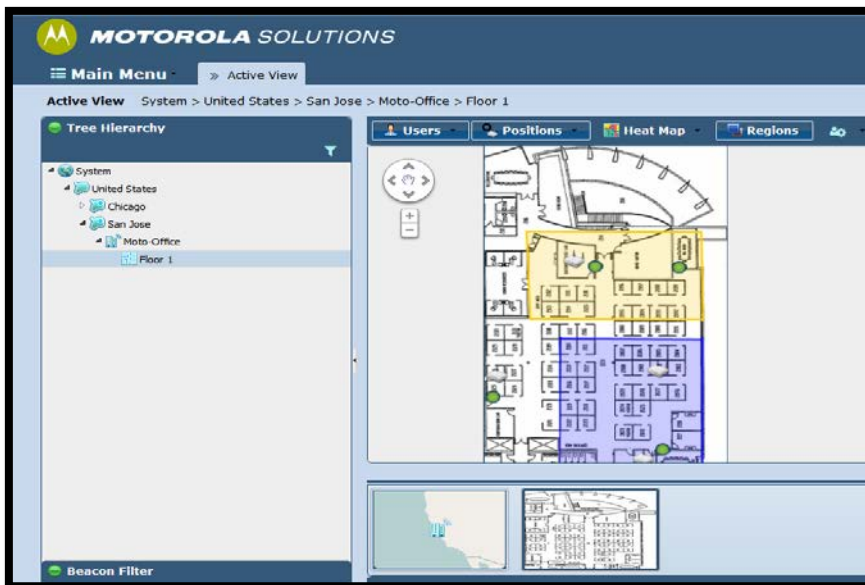 MOTOROLA SOLUTIONS
Main Menu
» Active View
Active View System > United States > San Jose > Moto-Office > Floor 1
Tree Hierarchy
Users
Positions
Heat Map
Regions
System
United States
Chicago
San Jose
Moto-Office
Floor 1
Beacon Filter